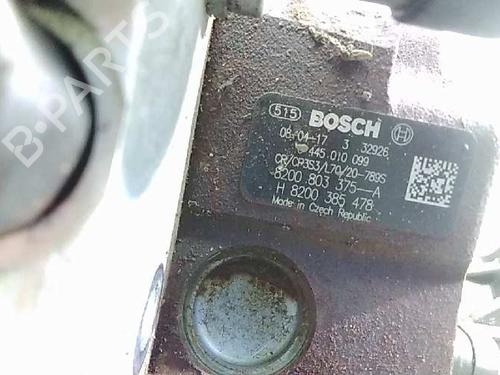 B-PARTS
515 BOSCH
08-04-17 3 32926
445 010 099
CR/CP3S3/L70/20-789S
8200 803 375--A
H 8200 385 478
Made in Czech Republic